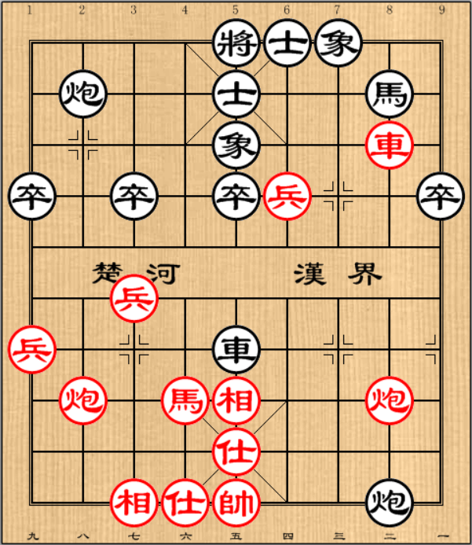 1 2 3 4 5 6 7 8 9
將 士 象
炮 士 馬
象 車
卒 卒 卒 兵 卒
楚河 漢界
兵
兵 車
炮 馬 相 炮
仕
相 仕 帥 炮
九 八 七 六 五 四 三 二 一